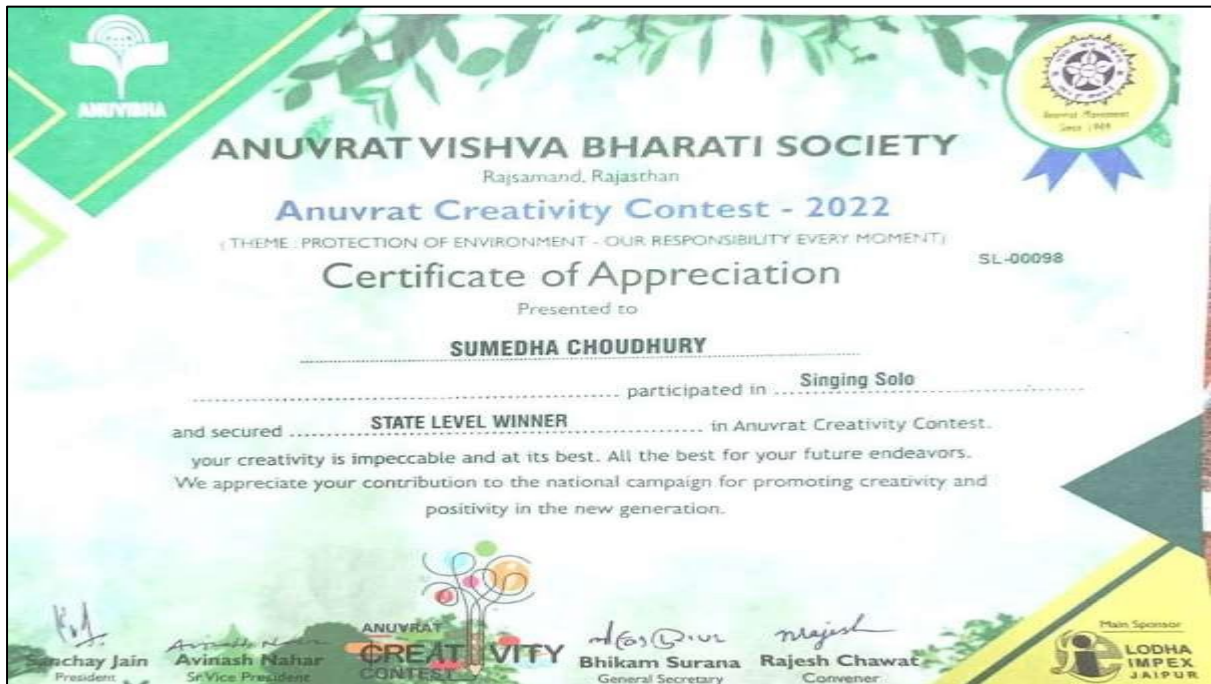 ANUVIBHA
Anuvrat Movement
Since 1949
ANUVRAT VISHVA BHARATI SOCIETY
Rajsamand, Rajasthan
Anuvrat Creativity Contest - 2022
(THEME : PROTECTION OF ENVIRONMENT - OUR RESPONSIBILITY EVERY MOMENT)
SL-00098
Certificate of Appreciation
Presented to
SUMEDHA CHOUDHURY
participated in Singing Solo
and secured STATE LEVEL WINNER in Anuvrat Creativity Contest.
your creativity is impeccable and at its best. All the best for your future endeavors.
We appreciate your contribution to the national campaign for promoting creativity and
positivity in the new generation.
Sanchay Jain
President
Avinash Nahar
Sr. Vice President
ANUVRAT
CREATIVITY
CONTEST
Bhikam Surana
General Secretary
Rajesh Chawat
Convener
Main Sponsor
LODHA
IMPEX
JAIPUR